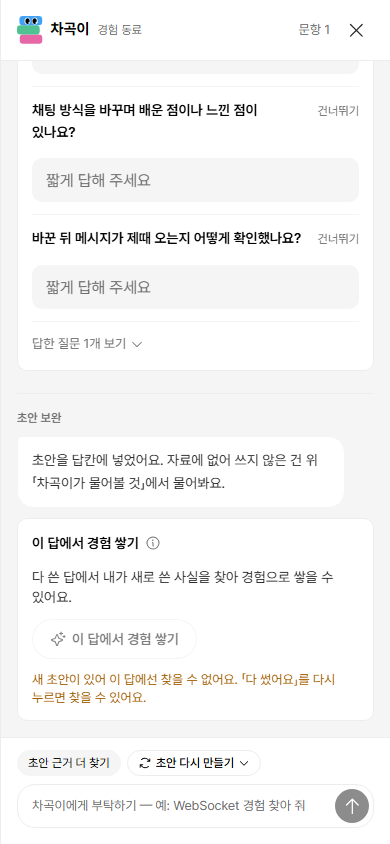 차곡이 경험 동료 문항 1
채팅 방식을 바꾸며 배운 점이나 느낀 점이 건너뛰기
있나요?
짧게 답해 주세요
바꾼 뒤 메시지가 제때 오는지 어떻게 확인했나요? 건너뛰기
짧게 답해 주세요
답한 질문 1개 보기
초안 보완
초안을 답칸에 넣었어요. 자료에 없어 쓰지 않은 건 위
「차곡이가 물어볼 것」에서 물어봐요.
이 답에서 경험 쌓기
다 쓴 답에서 내가 새로 쓴 사실을 찾아 경험으로 쌓을 수
있어요.
이 답에서 경험 쌓기
새 초안이 있어 이 답에선 찾을 수 없어요. 「다 썼어요」를 다시
누르면 찾을 수 있어요.
초안 근거 더 찾기 초안 다시 만들기
차곡이에게 부탁하기 — 예: WebSocket 경험 찾아 줘